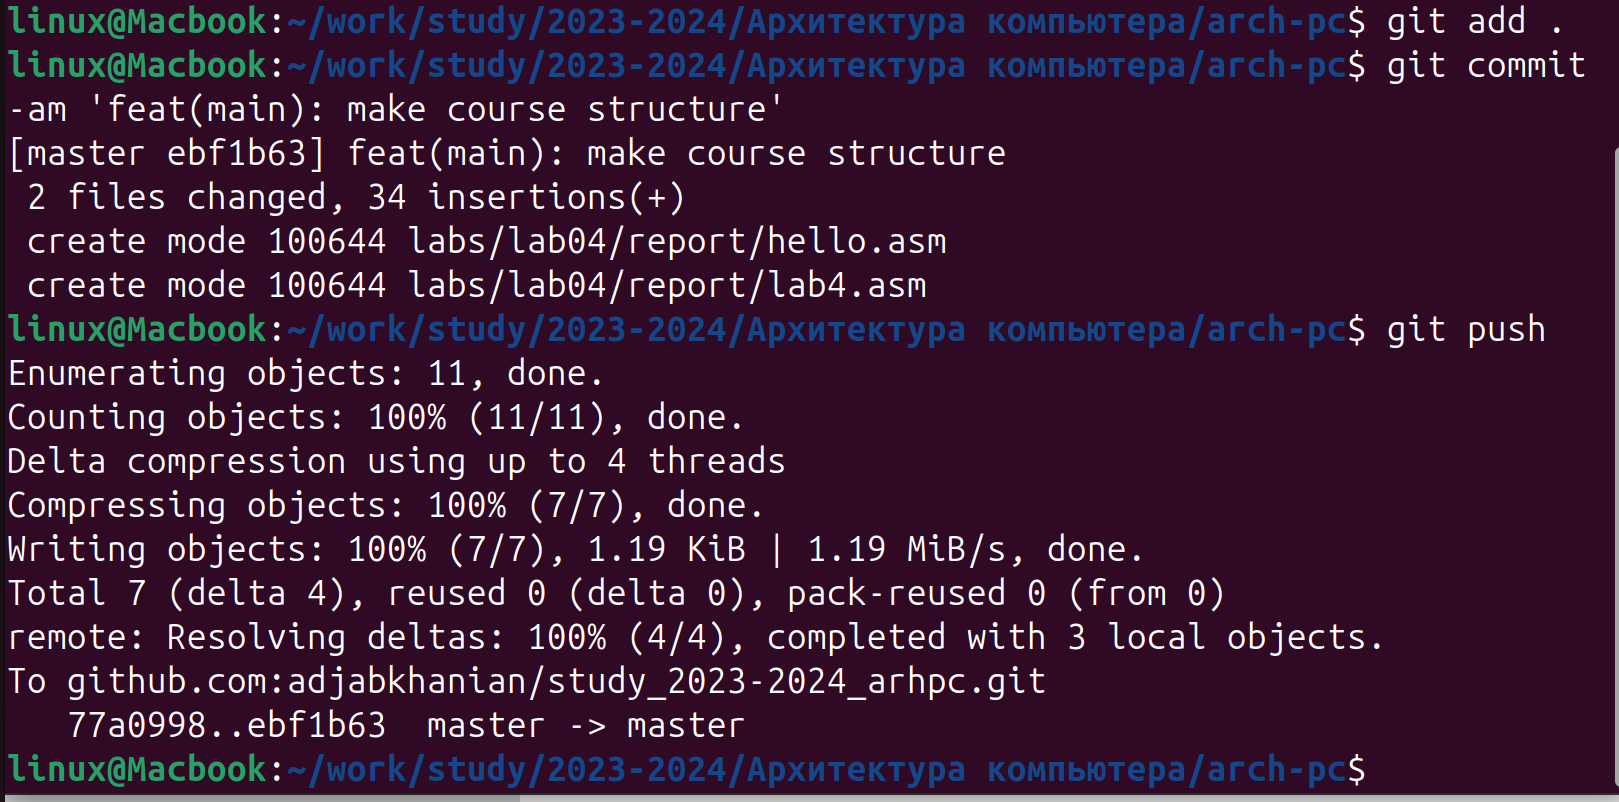 linux@Macbook:~/work/study/2023-2024/Архитектура компьютера/arch-pc$ git add .
linux@Macbook:~/work/study/2023-2024/Архитектура компьютера/arch-pc$ git commit
-am 'feat(main): make course structure'
[master ebf1b63] feat(main): make course structure
 2 files changed, 34 insertions(+)
 create mode 100644 labs/lab04/report/hello.asm
 create mode 100644 labs/lab04/report/lab4.asm
linux@Macbook:~/work/study/2023-2024/Архитектура компьютера/arch-pc$ git push
Enumerating objects: 11, done.
Counting objects: 100% (11/11), done.
Delta compression using up to 4 threads
Compressing objects: 100% (7/7), done.
Writing objects: 100% (7/7), 1.19 KiB | 1.19 MiB/s, done.
Total 7 (delta 4), reused 0 (delta 0), pack-reused 0 (from 0)
remote: Resolving deltas: 100% (4/4), completed with 3 local objects.
To github.com:adjabkhanian/study_2023-2024_arhpc.git
   77a0998..ebf1b63  master -> master
linux@Macbook:~/work/study/2023-2024/Архитектура компьютера/arch-pc$